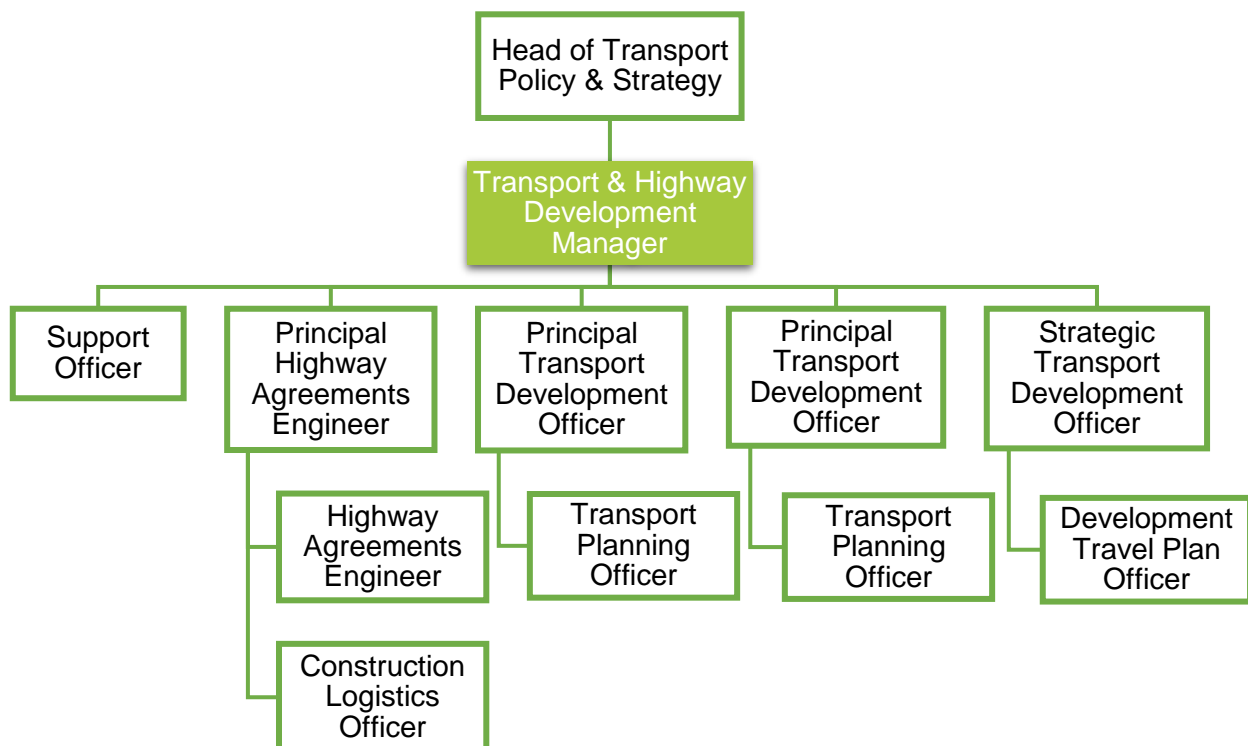 Head of Transport
Policy & Strategy
Transport & Highway
Development
Manager
Support
Officer
Principal
Highway
Agreements
Engineer
Principal
Transport
Development
Officer
Principal
Transport
Development
Officer
Strategic
Transport
Development
Officer
Highway
Agreements
Engineer
Transport
Planning
Officer
Transport
Planning
Officer
Development
Travel Plan
Officer
Construction
Logistics
Officer